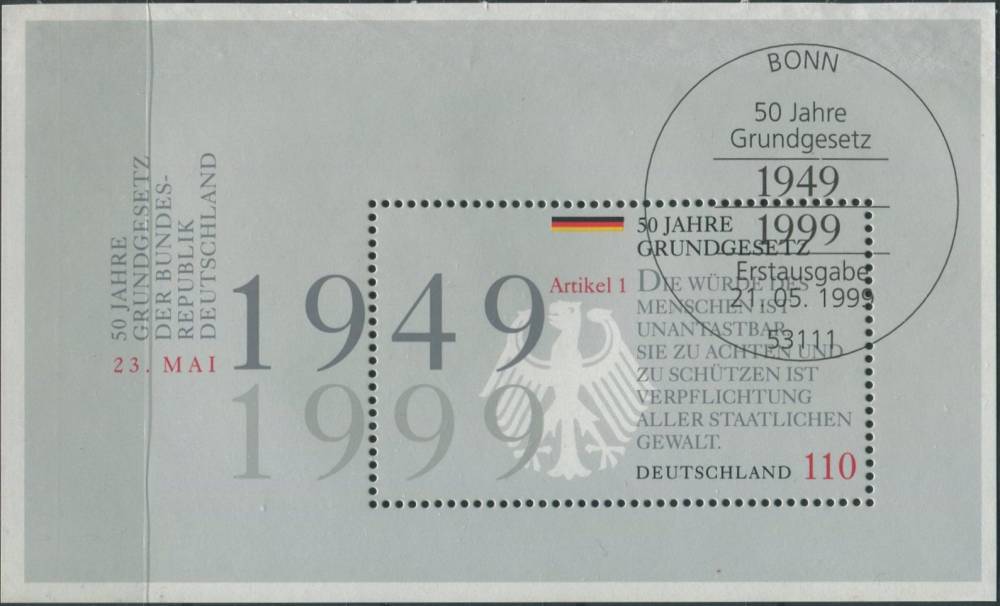 50 JAHRE
GRUNDGESETZ
DER BUNDES-
REPUBLIK
DEUTSCHLAND
23. MAI
1949
1999
50 JAHRE
GRUNDGESETZ
Artikel 1
DIE WÜRDE DES
MENSCHEN IST
UNANTASTBAR.
SIE ZU ACHTEN UND
ZU SCHÜTZEN IST
VERPFLICHTUNG
ALLER STAATLICHEN
GEWALT.
DEUTSCHLAND 110
BONN
50 Jahre
Grundgesetz
1949
1999
Erstausgabe
21. 05. 1999
53111